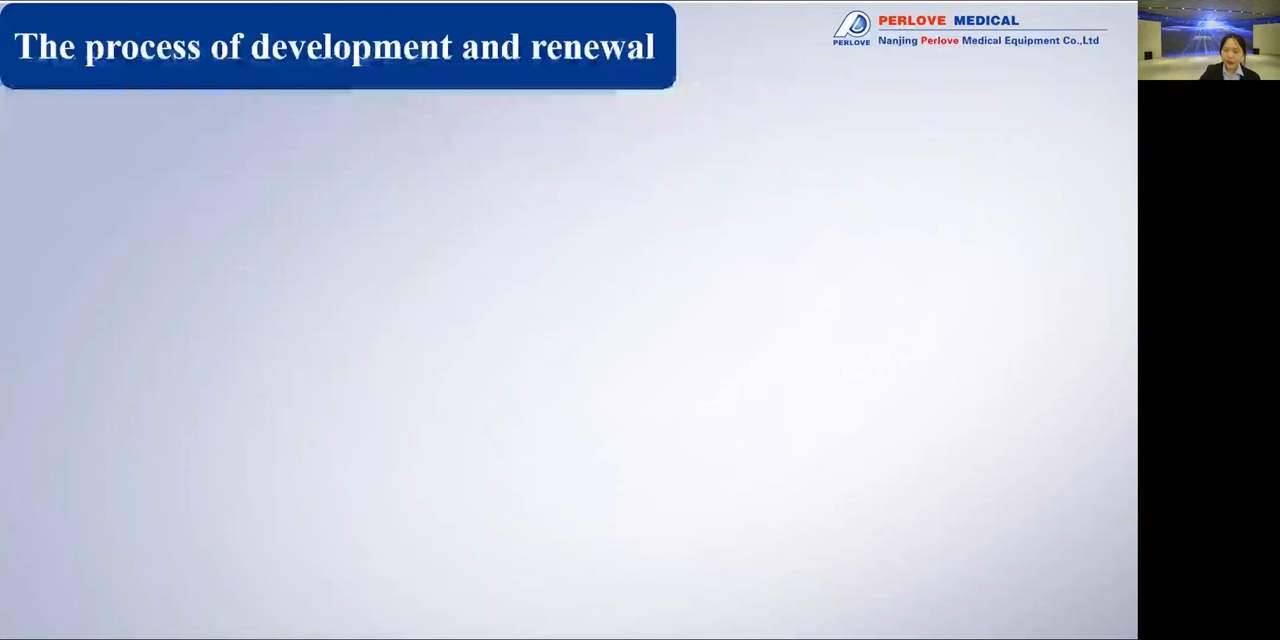 The process of development and renewal
PERLOVE MEDICAL
PERLOVE
Nanjing Perlove Medical Equipment Co.,Ltd